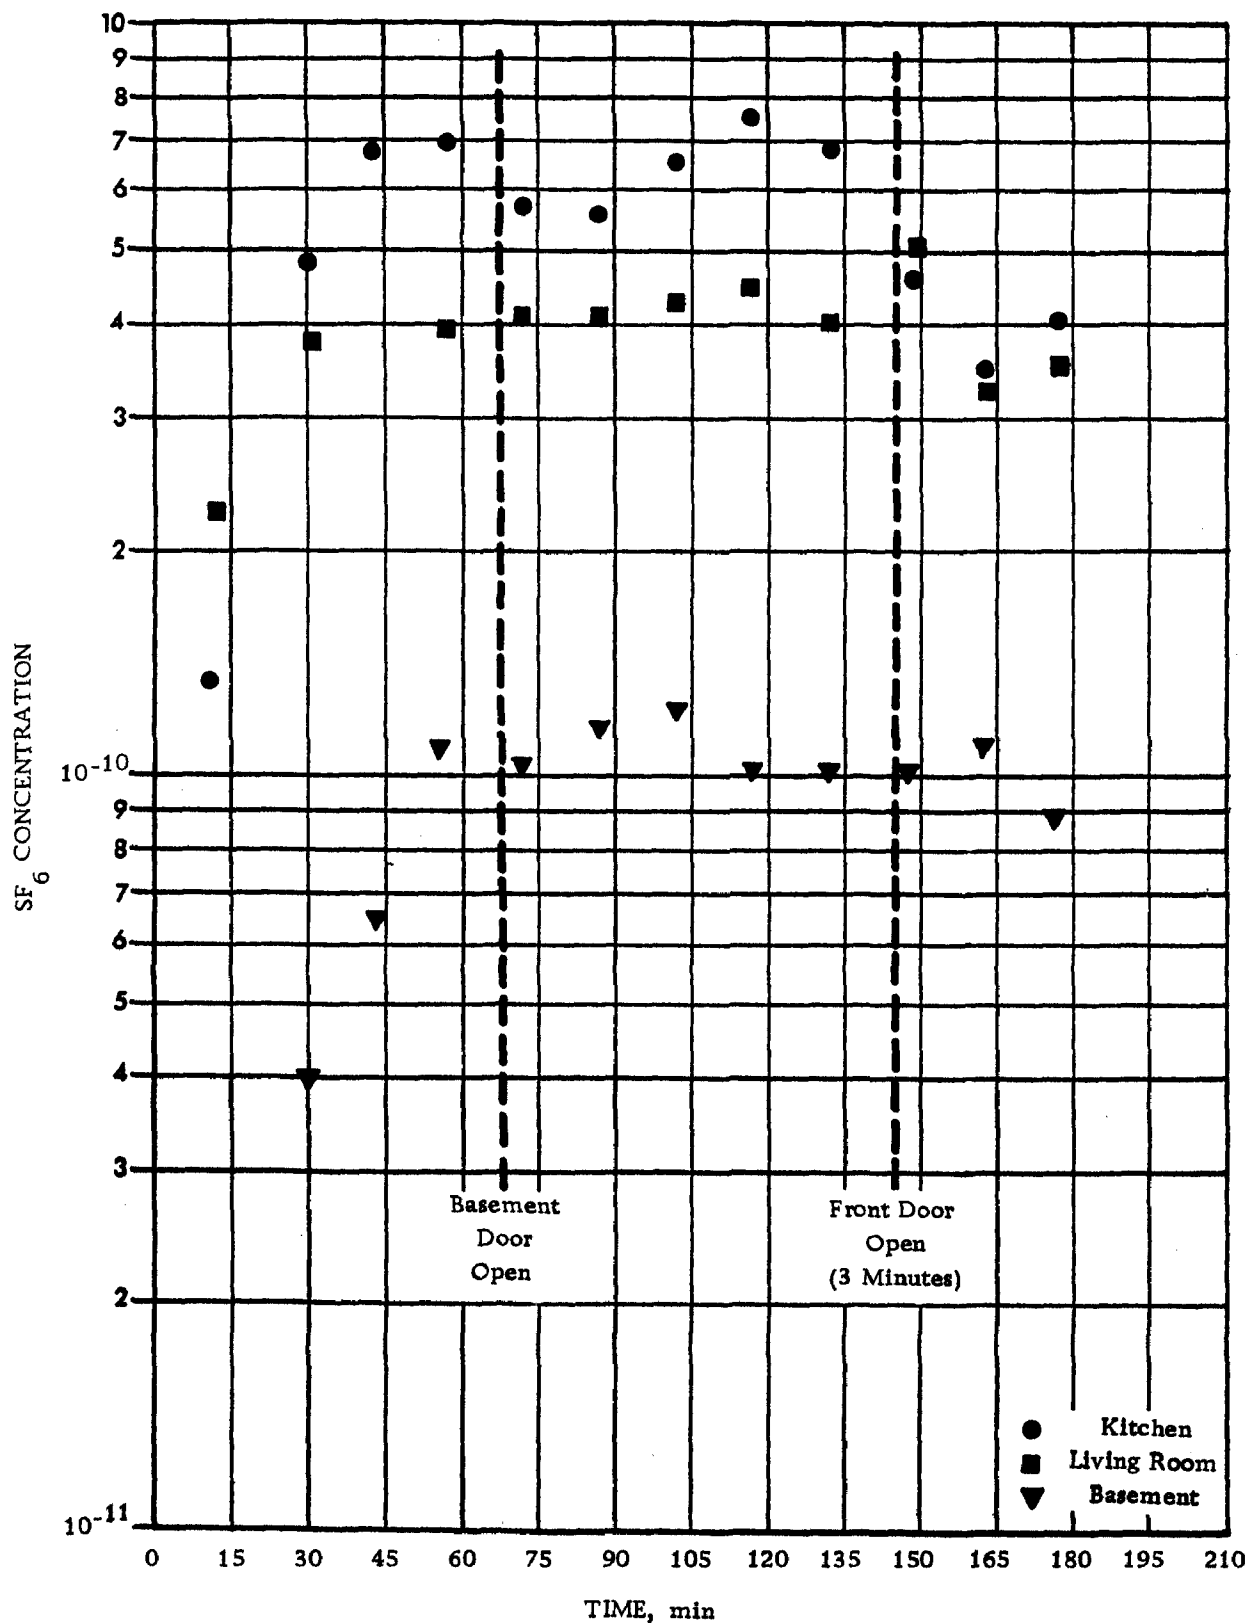 10
9
8
7
6
5
4
3
2
10-10
9
8
7
6
5
4
3
2
10-11
SF6 CONCENTRATION
Basement
Door
Open
Front Door
Open
(3 Minutes)
Kitchen
Living Room
Basement
0 15 30 45 60 75 90 105 120 135 150 165 180 195 210
TIME, min